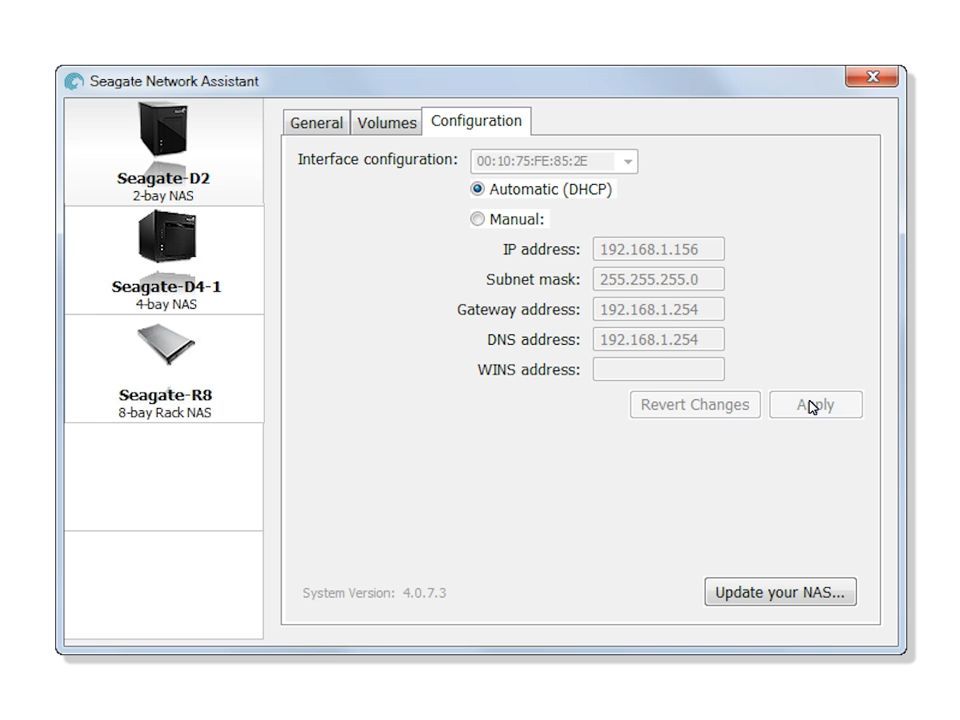 Seagate Network Assistant
Seagate-D2
2-bay NAS
Seagate-D4-1
4-bay NAS
Seagate-R8
8-bay Rack NAS
General Volumes Configuration
Interface configuration: 00:10:75:FE:85:2E
Automatic (DHCP)
Manual:
IP address: 192.168.1.156
Subnet mask: 255.255.255.0
Gateway address: 192.168.1.254
DNS address: 192.168.1.254
WINS address:
Revert Changes Apply
System Version: 4.0.7.3 Update your NAS...